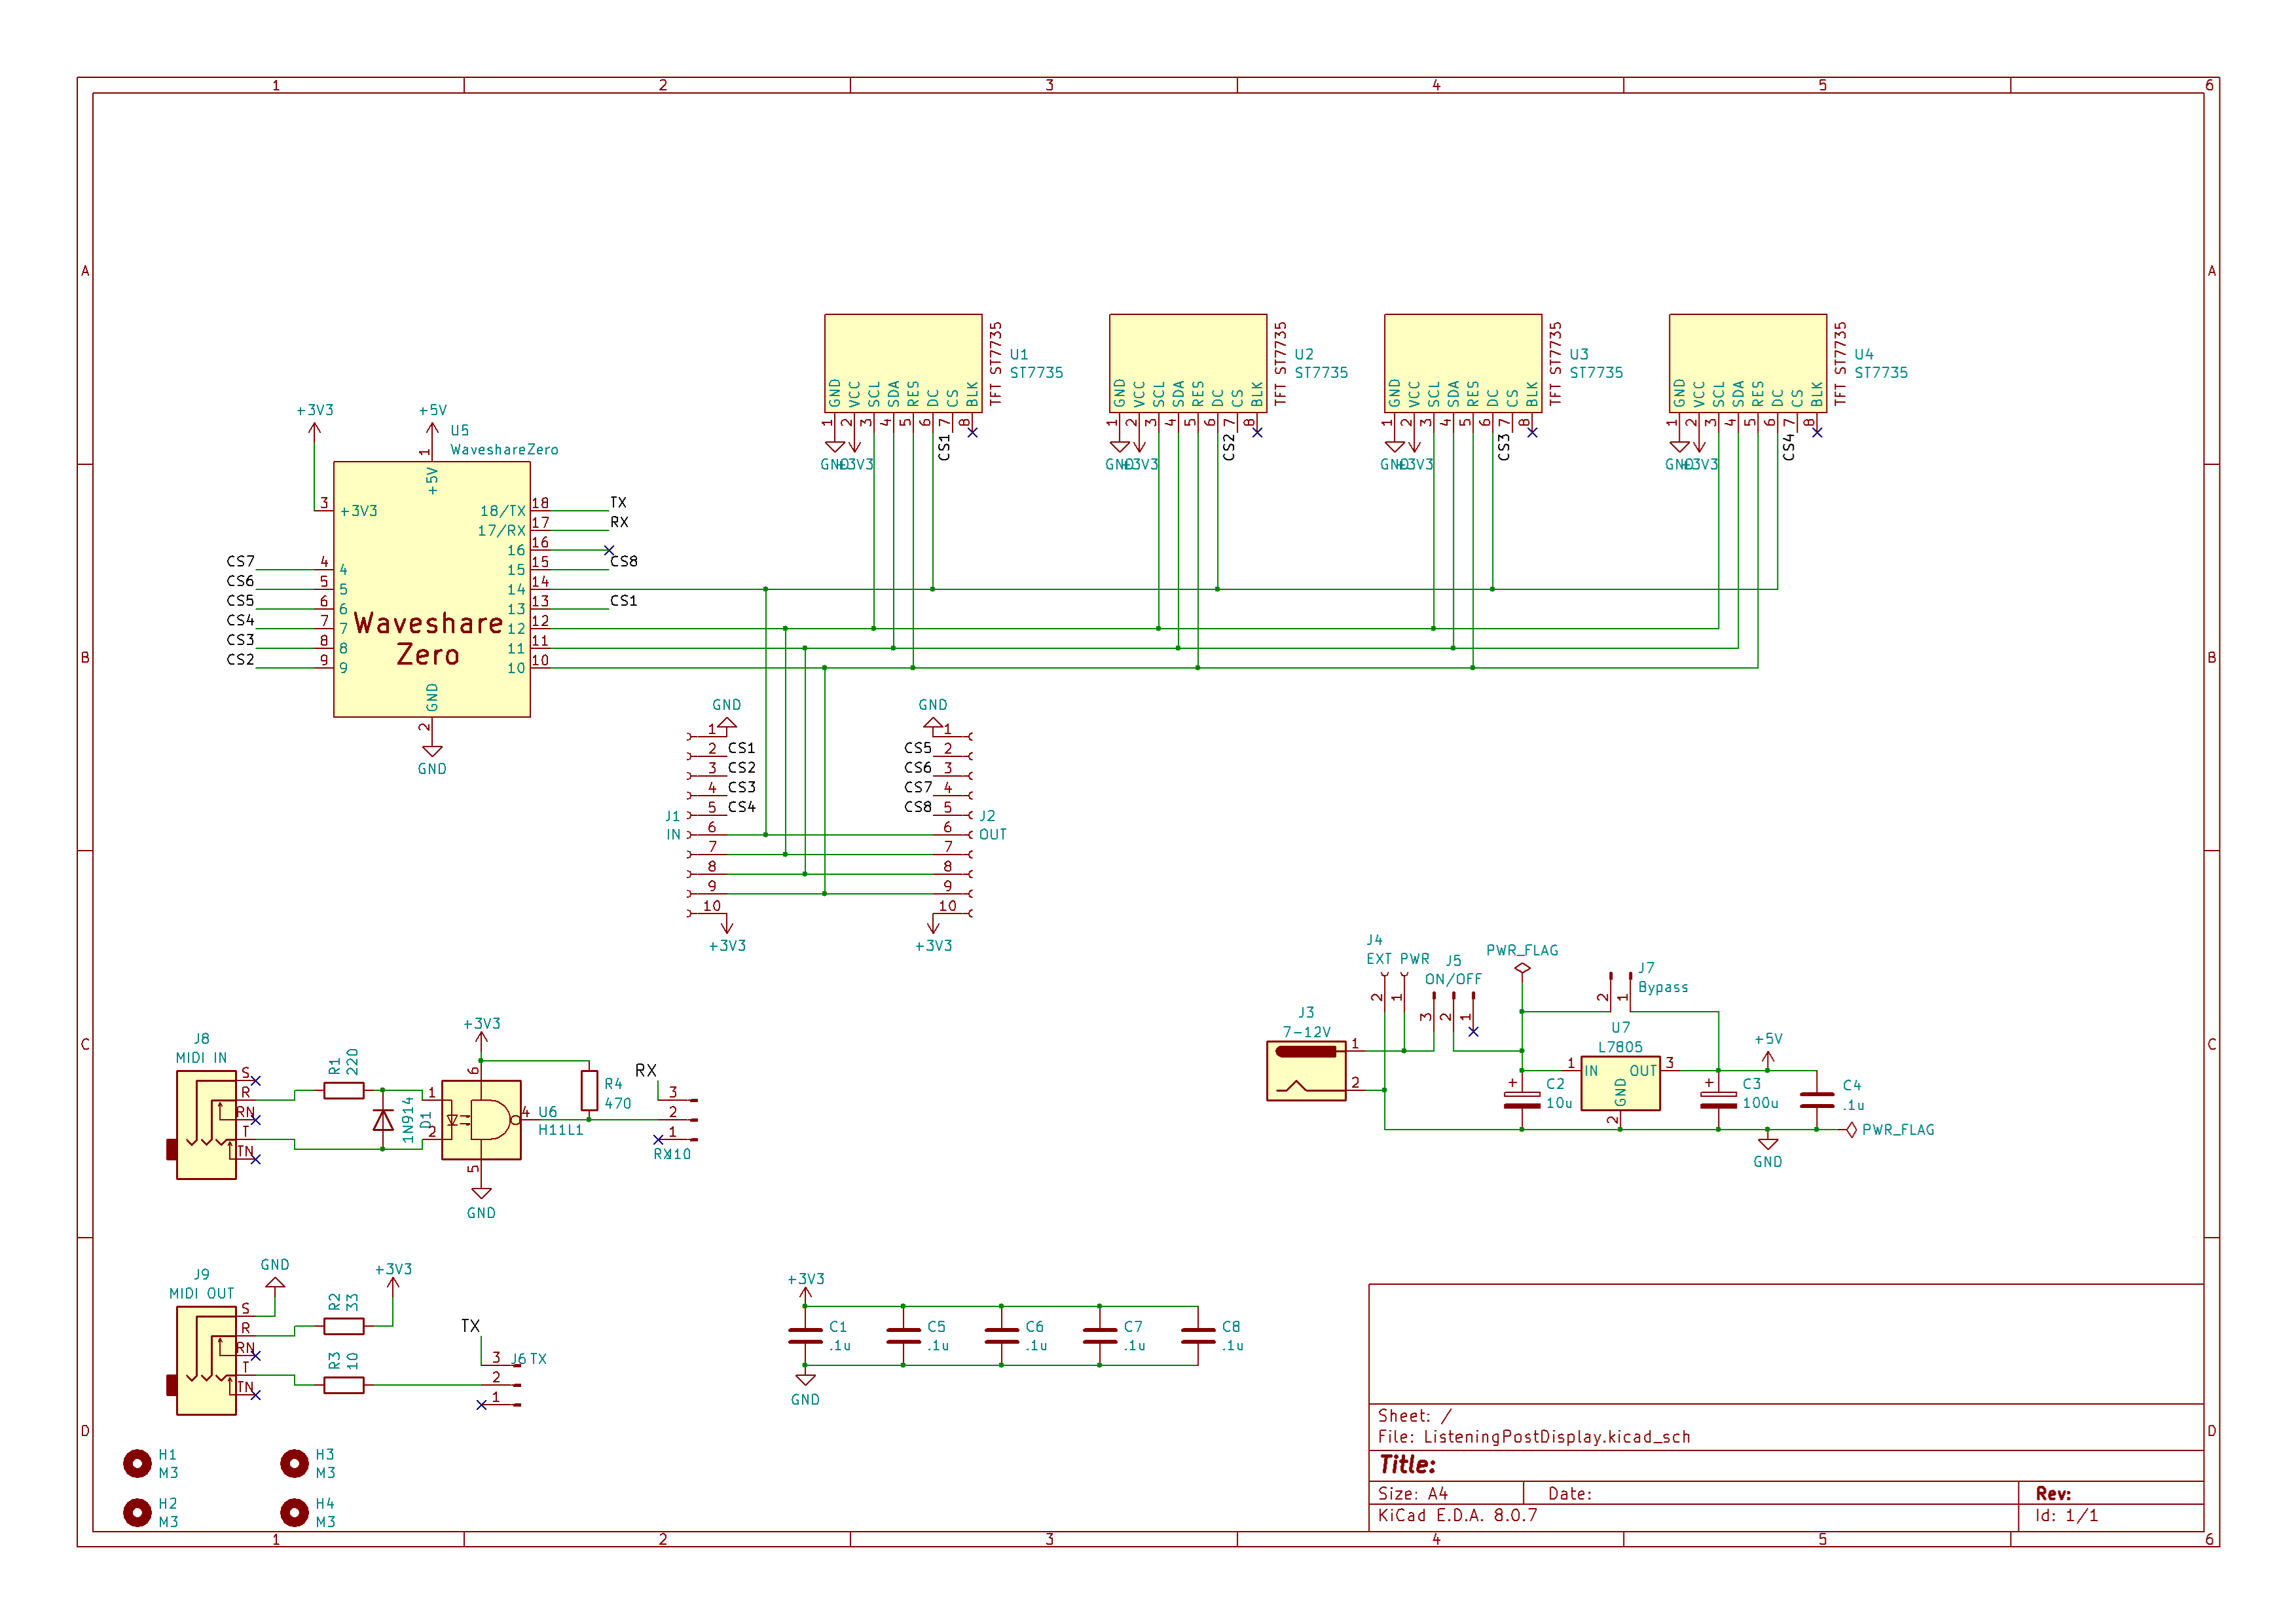 1 2 3 4 5 6
A A
B B
C C
D D
TFT ST7735
U1
ST7735
GND VCC SCL SDA RES DC CS BLK
1 2 3 4 5 6 7 8
GND +3V3 CS1
TFT ST7735
U2
ST7735
GND VCC SCL SDA RES DC CS BLK
1 2 3 4 5 6 7 8
GND +3V3 CS2
TFT ST7735
U3
ST7735
GND VCC SCL SDA RES DC CS BLK
1 2 3 4 5 6 7 8
GND +3V3 CS3
TFT ST7735
U4
ST7735
GND VCC SCL SDA RES DC CS BLK
1 2 3 4 5 6 7 8
GND +3V3 CS4
+3V3 +5V
U5
WaveshareZero
1 +5V
3 +3V3 18/TX 18 TX
17/RX 17 RX
16 16
CS7 4 4 15 15 CS8
CS6 5 5 14 14
CS5 6 6 13 13 CS1
CS4 7 7 12 12
CS3 8 8 11 11
CS2 9 9 10 10
Waveshare
Zero
GND 2
GND
GND GND
1 1
2 CS1 CS5 2
3 CS2 CS6 3
4 CS3 CS7 4
5 CS4 CS8 5
J1 J2
IN 6 6 OUT
7 7
8 8
9 9
10 10
+3V3 +3V3
J4
EXT PWR
2 1
J5
ON/OFF
3 2 1
PWR_FLAG
J7
Bypass
2 1
J3
7-12V
1
2
U7
L7805
1 IN OUT 3
GND 2
+5V
+ C2
10u
+ C3
100u
C4
.1u
PWR_FLAG
GND
J8
MIDI IN
S
R
RN
T
TN
R1
220
1N914
D1
+3V3
6
1
2
4
5
U6
H11L1
GND
R4
470
RX
3
2
1
RX
J10
J9
MIDI OUT
S
R
RN
T
TN
GND
R2
33
+3V3
R3
10
TX
3
J6 TX
2
1
+3V3
C1
.1u
C5
.1u
C6
.1u
C7
.1u
C8
.1u
GND
H1
M3
H3
M3
H2
M3
H4
M3
Sheet: /
File: ListeningPostDisplay.kicad_sch
Title:
Size: A4 Date: Rev:
KiCad E.D.A. 8.0.7 Id: 1/1
1 2 3 4 5 6